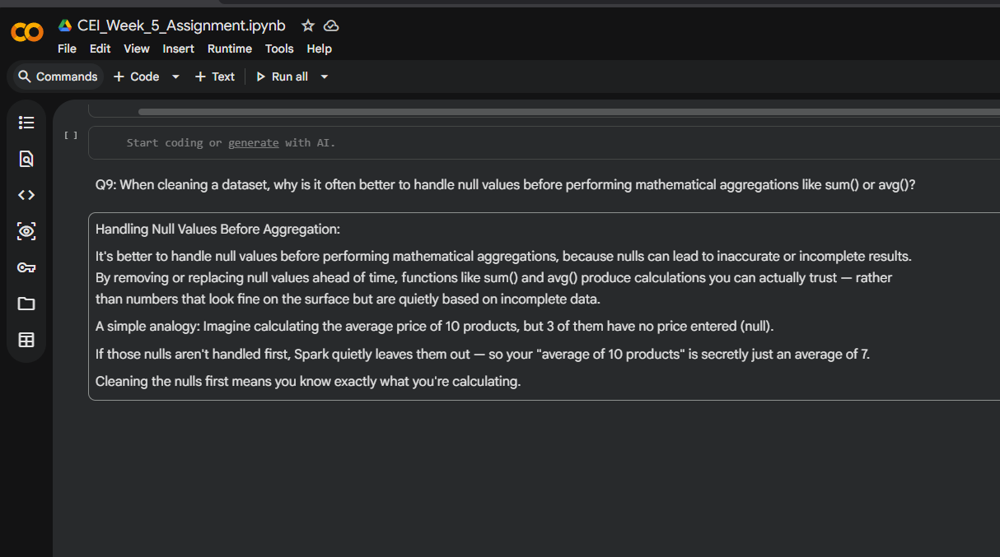 CEI_Week_5_Assignment.ipynb
File Edit View Insert Runtime Tools Help
Commands + Code + Text Run all
[ ] Start coding or generate with AI.
Q9: When cleaning a dataset, why is it often better to handle null values before performing mathematical aggregations like sum() or avg()?
Handling Null Values Before Aggregation:
It's better to handle null values before performing mathematical aggregations, because nulls can lead to inaccurate or incomplete results.
By removing or replacing null values ahead of time, functions like sum() and avg() produce calculations you can actually trust — rather
than numbers that look fine on the surface but are quietly based on incomplete data.
A simple analogy: Imagine calculating the average price of 10 products, but 3 of them have no price entered (null).
If those nulls aren't handled first, Spark quietly leaves them out — so your "average of 10 products" is secretly just an average of 7.
Cleaning the nulls first means you know exactly what you're calculating.